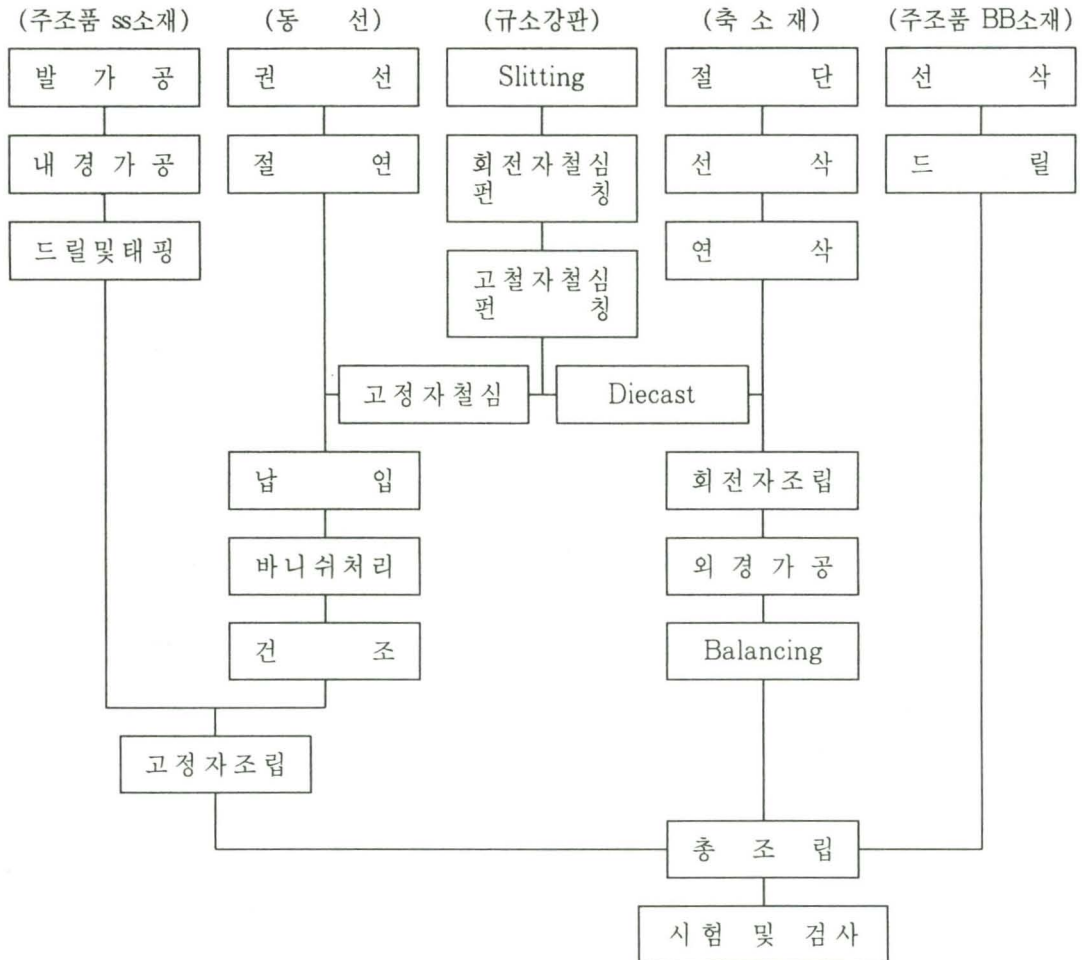 (주조품 ss소재) (동 선) (규소강판) (축 소 재) (주조품 BB소재)
발 가 공 권 선 Slitting 절 단 선 삭
내 경 가 공 절 연 회 전 자 철 심 선 삭 드 릴
펀 칭
드 릴 및 태 핑 고 철 자 철 심 연 삭
펀 칭
고 정 자 철 심 Diecast
납 입 회 전 자 조 립
바 니 쉬 처 리 외 경 가 공
건 조 Balancing
고 정 자 조 립
총 조 립
시 험 및 검 사